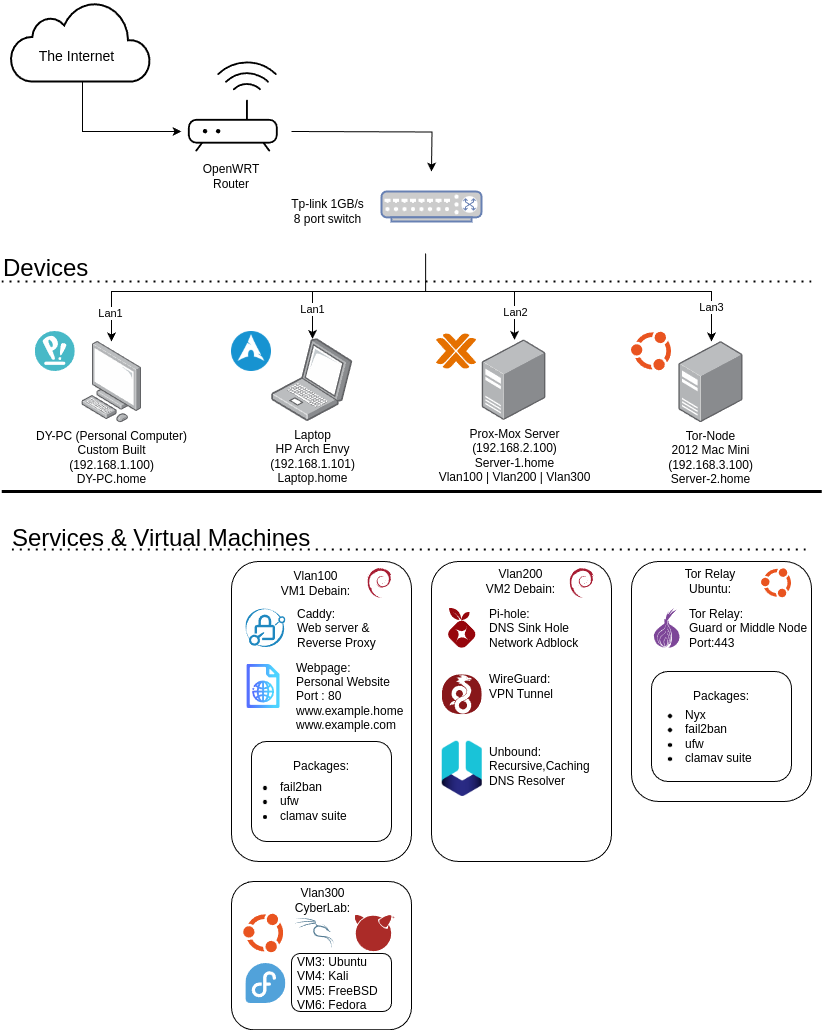 The Internet
OpenWRT
Router
Tp-link 1GB/s
8 port switch
Devices
Lan1
Lan1
Lan2
Lan3
DY-PC (Personal Computer)
Custom Built
(192.168.1.100)
DY-PC.home
Laptop
HP Arch Envy
(192.168.1.101)
Laptop.home
Prox-Mox Server
(192.168.2.100)
Server-1.home
Vlan100 | Vlan200 | Vlan300
Tor-Node
2012 Mac Mini
(192.168.3.100)
Server-2.home
Services & Virtual Machines
Vlan100
VM1 Debain:
Caddy:
Web server &
Reverse Proxy
Webpage:
Personal Website
Port : 80
www.example.home
www.example.com
Packages:
fail2ban
ufw
clamav suite
Vlan200
VM2 Debain:
Pi-hole:
DNS Sink Hole
Network Adblock
WireGuard:
VPN Tunnel
Unbound:
Recursive,Caching
DNS Resolver
Tor Relay
Ubuntu:
Tor Relay:
Guard or Middle Node
Port:443
Packages:
Nyx
fail2ban
ufw
clamav suite
Vlan300
CyberLab:
VM3: Ubuntu
VM4: Kali
VM5: FreeBSD
VM6: Fedora